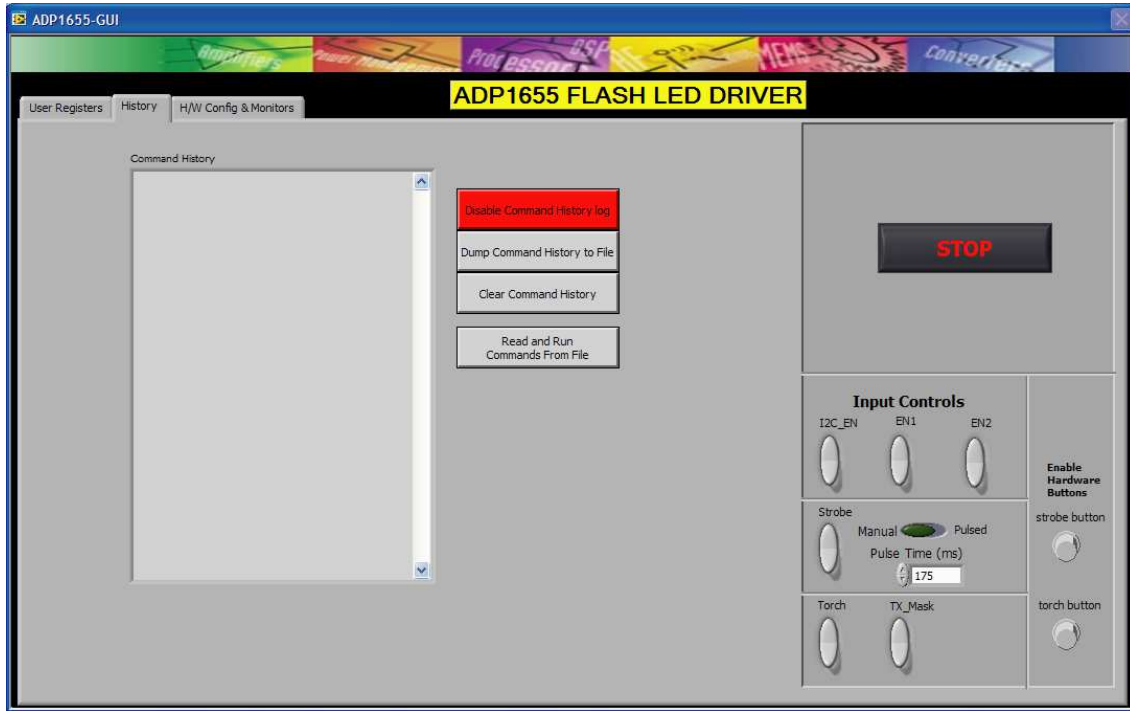 ADP1655-GUI
Amplifiers Power Management Processors DSP MEMS Converters
ADP1655 FLASH LED DRIVER
User Registers History H/W Config & Monitors
Command History
Disable Command History log
Dump Command History to File
Clear Command History
Read and Run
Commands From File
STOP
Input Controls
I2C_EN EN1 EN2
Enable
Hardware
Buttons
Strobe
Manual Pulsed
Pulse Time (ms)
175
strobe button
Torch TX_Mask
torch button